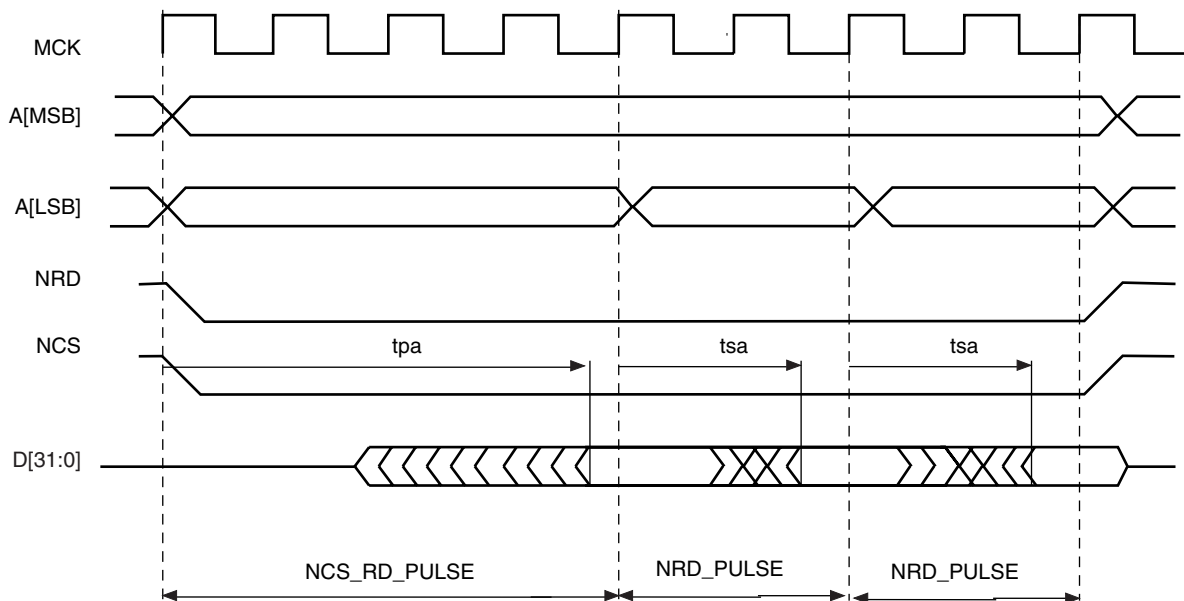 MCK
A[MSB]
A[LSB]
NRD
NCS
tpa
tsa
tsa
D[31:0]
NCS_RD_PULSE
NRD_PULSE
NRD_PULSE